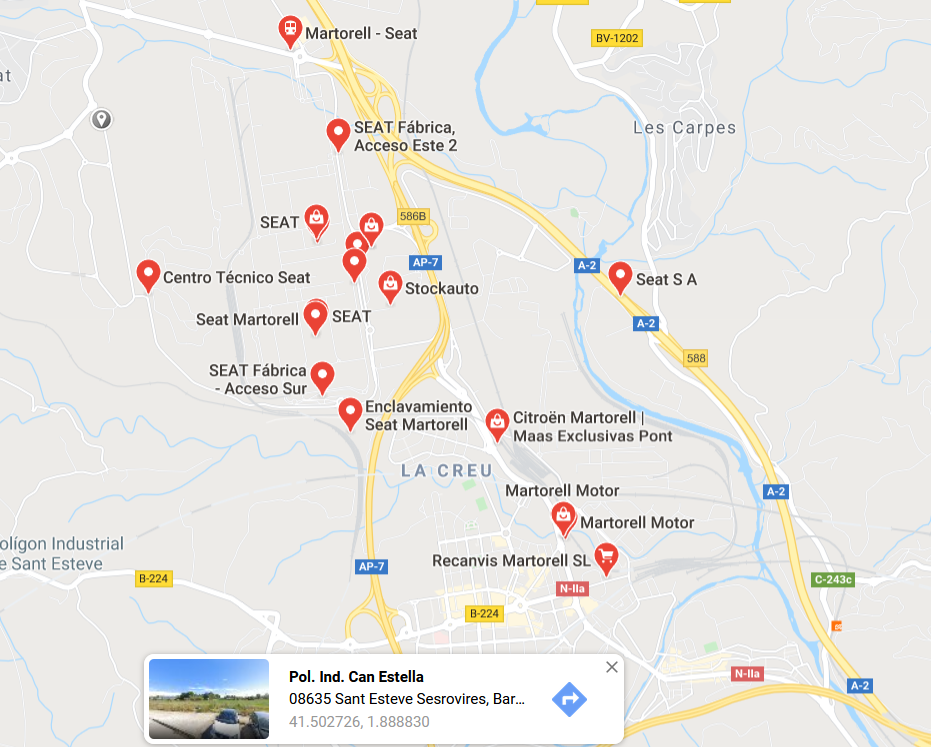 Martorell - Seat
BV-1202
at
SEAT Fábrica,
Acceso Este 2
Les Carpes
SEAT
586B
AP-7
A-2
Centro Técnico Seat
Stockauto
Seat S A
Seat Martorell
SEAT
A-2
588
SEAT Fábrica
- Acceso Sur
Enclavamiento
Seat Martorell
Citroën Martorell |
Maas Exclusivas Pont
LA CREU
Martorell Motor
A-2
Martorell Motor
olígon Industrial
e Sant Esteve
Recanvis Martorell SL
AP-7
B-224
N-IIa
C-243c
B-224
N-IIa
A-2
Pol. Ind. Can Estella
08635 Sant Esteve Sesrovires, Bar...
41.502726, 1.888830